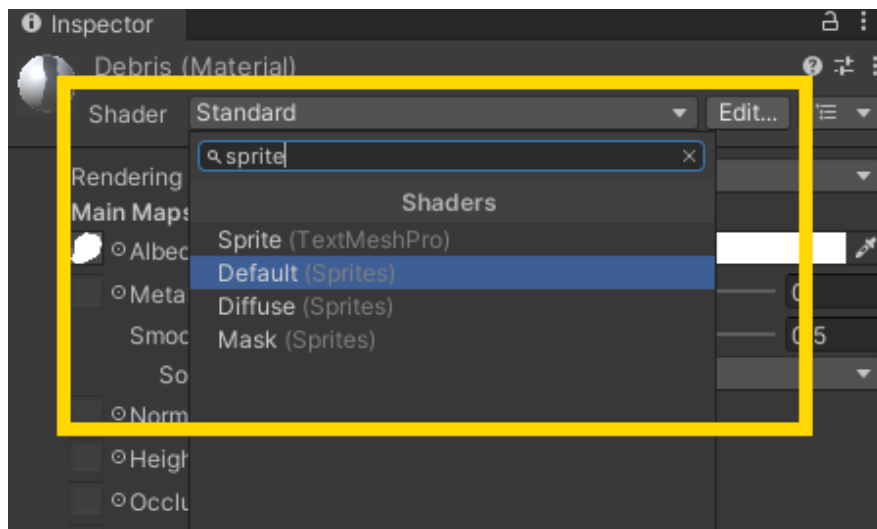 Inspector
Debris (Material)
Shader Standard Edit...
sprite
Rendering
Shaders
Main Maps
Sprite (TextMeshPro)
Albec
Default (Sprites)
Meta 0
Diffuse (Sprites)
Smoo 0.5
Mask (Sprites)
So
Norm
Heigh
Occlu